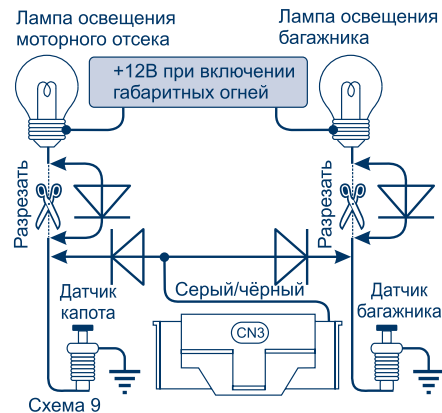 Лампа освещения
моторного отсека
Лампа освещения
багажника
+12В при включении
габаритных огней
Разрезать
Разрезать
Серый/чёрный
Датчик
капота
Датчик
багажника
CN3
Схема 9